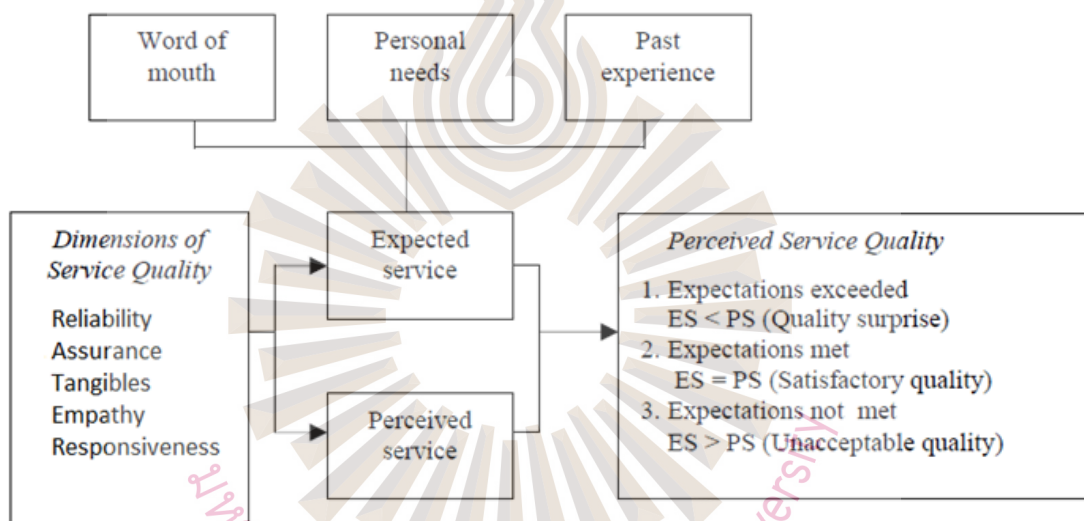 Word of
mouth
Personal
needs
Past
experience
Dimensions of
Service Quality
Reliability
Assurance
Tangibles
Empathy
Responsiveness
Expected
service
Perceived
service
Perceived Service Quality
1. Expectations exceeded
ES < PS (Quality surprise)
2. Expectations met
ES = PS (Satisfactory quality)
3. Expectations not met
ES > PS (Unacceptable quality)